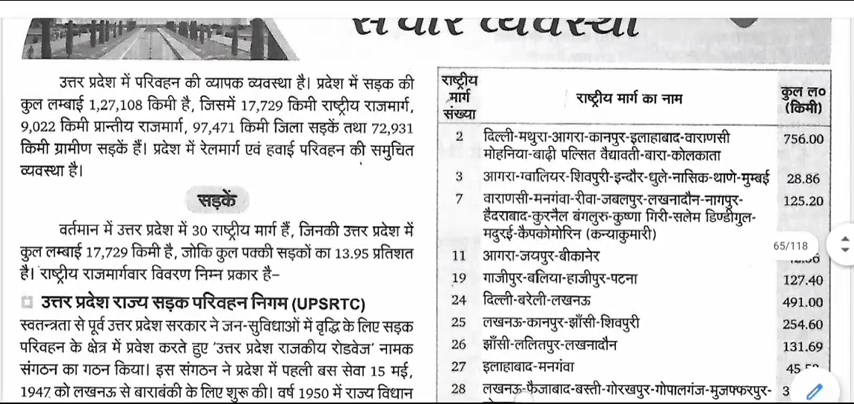 संचार व्यवस्था
उत्तर प्रदेश में परिवहन की व्यापक व्यवस्था है। प्रदेश में सड़क की
कुल लम्बाई 1,27,108 किमी है, जिसमें 17,729 किमी राष्ट्रीय राजमार्ग,
9,022 किमी प्रान्तीय राजमार्ग, 97,471 किमी जिला सड़कें तथा 72,931
किमी ग्रामीण सड़कें हैं। प्रदेश में रेलमार्ग एवं हवाई परिवहन की समुचित
व्यवस्था है।
सड़कें
वर्तमान में उत्तर प्रदेश में 30 राष्ट्रीय मार्ग हैं, जिनकी उत्तर प्रदेश में
कुल लम्बाई 17,729 किमी है, जोकि कुल पक्की सड़कों का 13.95 प्रतिशत
है। राष्ट्रीय राजमार्गवार विवरण निम्न प्रकार है–
उत्तर प्रदेश राज्य सड़क परिवहन निगम (UPSRTC)
स्वतन्त्रता से पूर्व उत्तर प्रदेश सरकार ने जन-सुविधाओं में वृद्धि के लिए सड़क
परिवहन के क्षेत्र में प्रवेश करते हुए 'उत्तर प्रदेश राजकीय रोडवेज' नामक
संगठन का गठन किया। इस संगठन ने प्रदेश में पहली बस सेवा 15 मई,
1947 को लखनऊ से बाराबंकी के लिए शुरू की। वर्ष 1950 में राज्य विधान
राष्ट्रीय मार्ग संख्या राष्ट्रीय मार्ग का नाम कुल ल० (किमी)
2 दिल्ली-मथुरा-आगरा-कानपुर-इलाहाबाद-वाराणसी 756.00
मोहनिया-बाढ़ी पल्सित वैद्यावती-बारा-कोलकाता
3 आगरा-ग्वालियर-शिवपुरी-इन्दौर-धुले-नासिक-थाणे-मुम्बई 28.86
7 वाराणसी-मनगंवा-रीवा-जबलपुर-लखनादौन-नागपुर- 125.20
हैदराबाद-कुरनैल बंगलुरु-कुष्णा गिरी-सलेम डिण्डीगुल-
मदुरई-कैपकोमोरिन (कन्याकुमारी)
65/118
11 आगरा-जयपुर-बीकानेर
19 गाजीपुर-बलिया-हाजीपुर-पटना 127.40
24 दिल्ली-बरेली-लखनऊ 491.00
25 लखनऊ-कानपुर-झाँसी-शिवपुरी 254.60
26 झाँसी-ललितपुर-लखनादौन 131.69
27 इलाहाबाद-मनगंवा
28 लखनऊ-फैजाबाद-बस्ती-गोरखपुर-गोपालगंज-मुजफ्फरपुर-